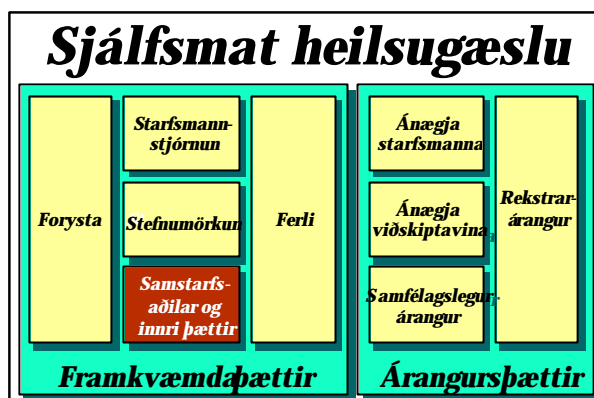 Sjálfsmat heilsugæslu
Forysta
Starfsmann-
stjórnun
Stefnumörkun
Samstarfs-
aðilar og
innri þættir
Ferli
Framkvæmdaþættir
Ánægja
starfsmanna
Ánægja
viðskiptavina
Samfélagslegur
árangur
Rekstrar-
árangur
Árangursþættir